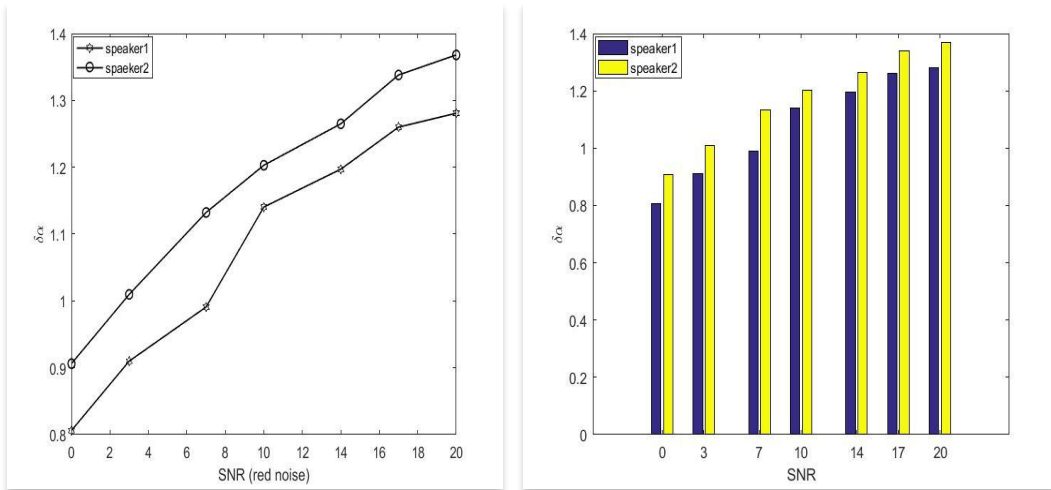 1.4
1.3
1.2
1.1
1
0.9
0.8
δα
speaker1
spaeker2
0 2 4 6 8 10 12 14 16 18 20
SNR (red noise)
1.4
1.2
1
0.8
0.6
0.4
0.2
0
δα
speaker1
speaker2
0 3 7 10 14 17 20
SNR